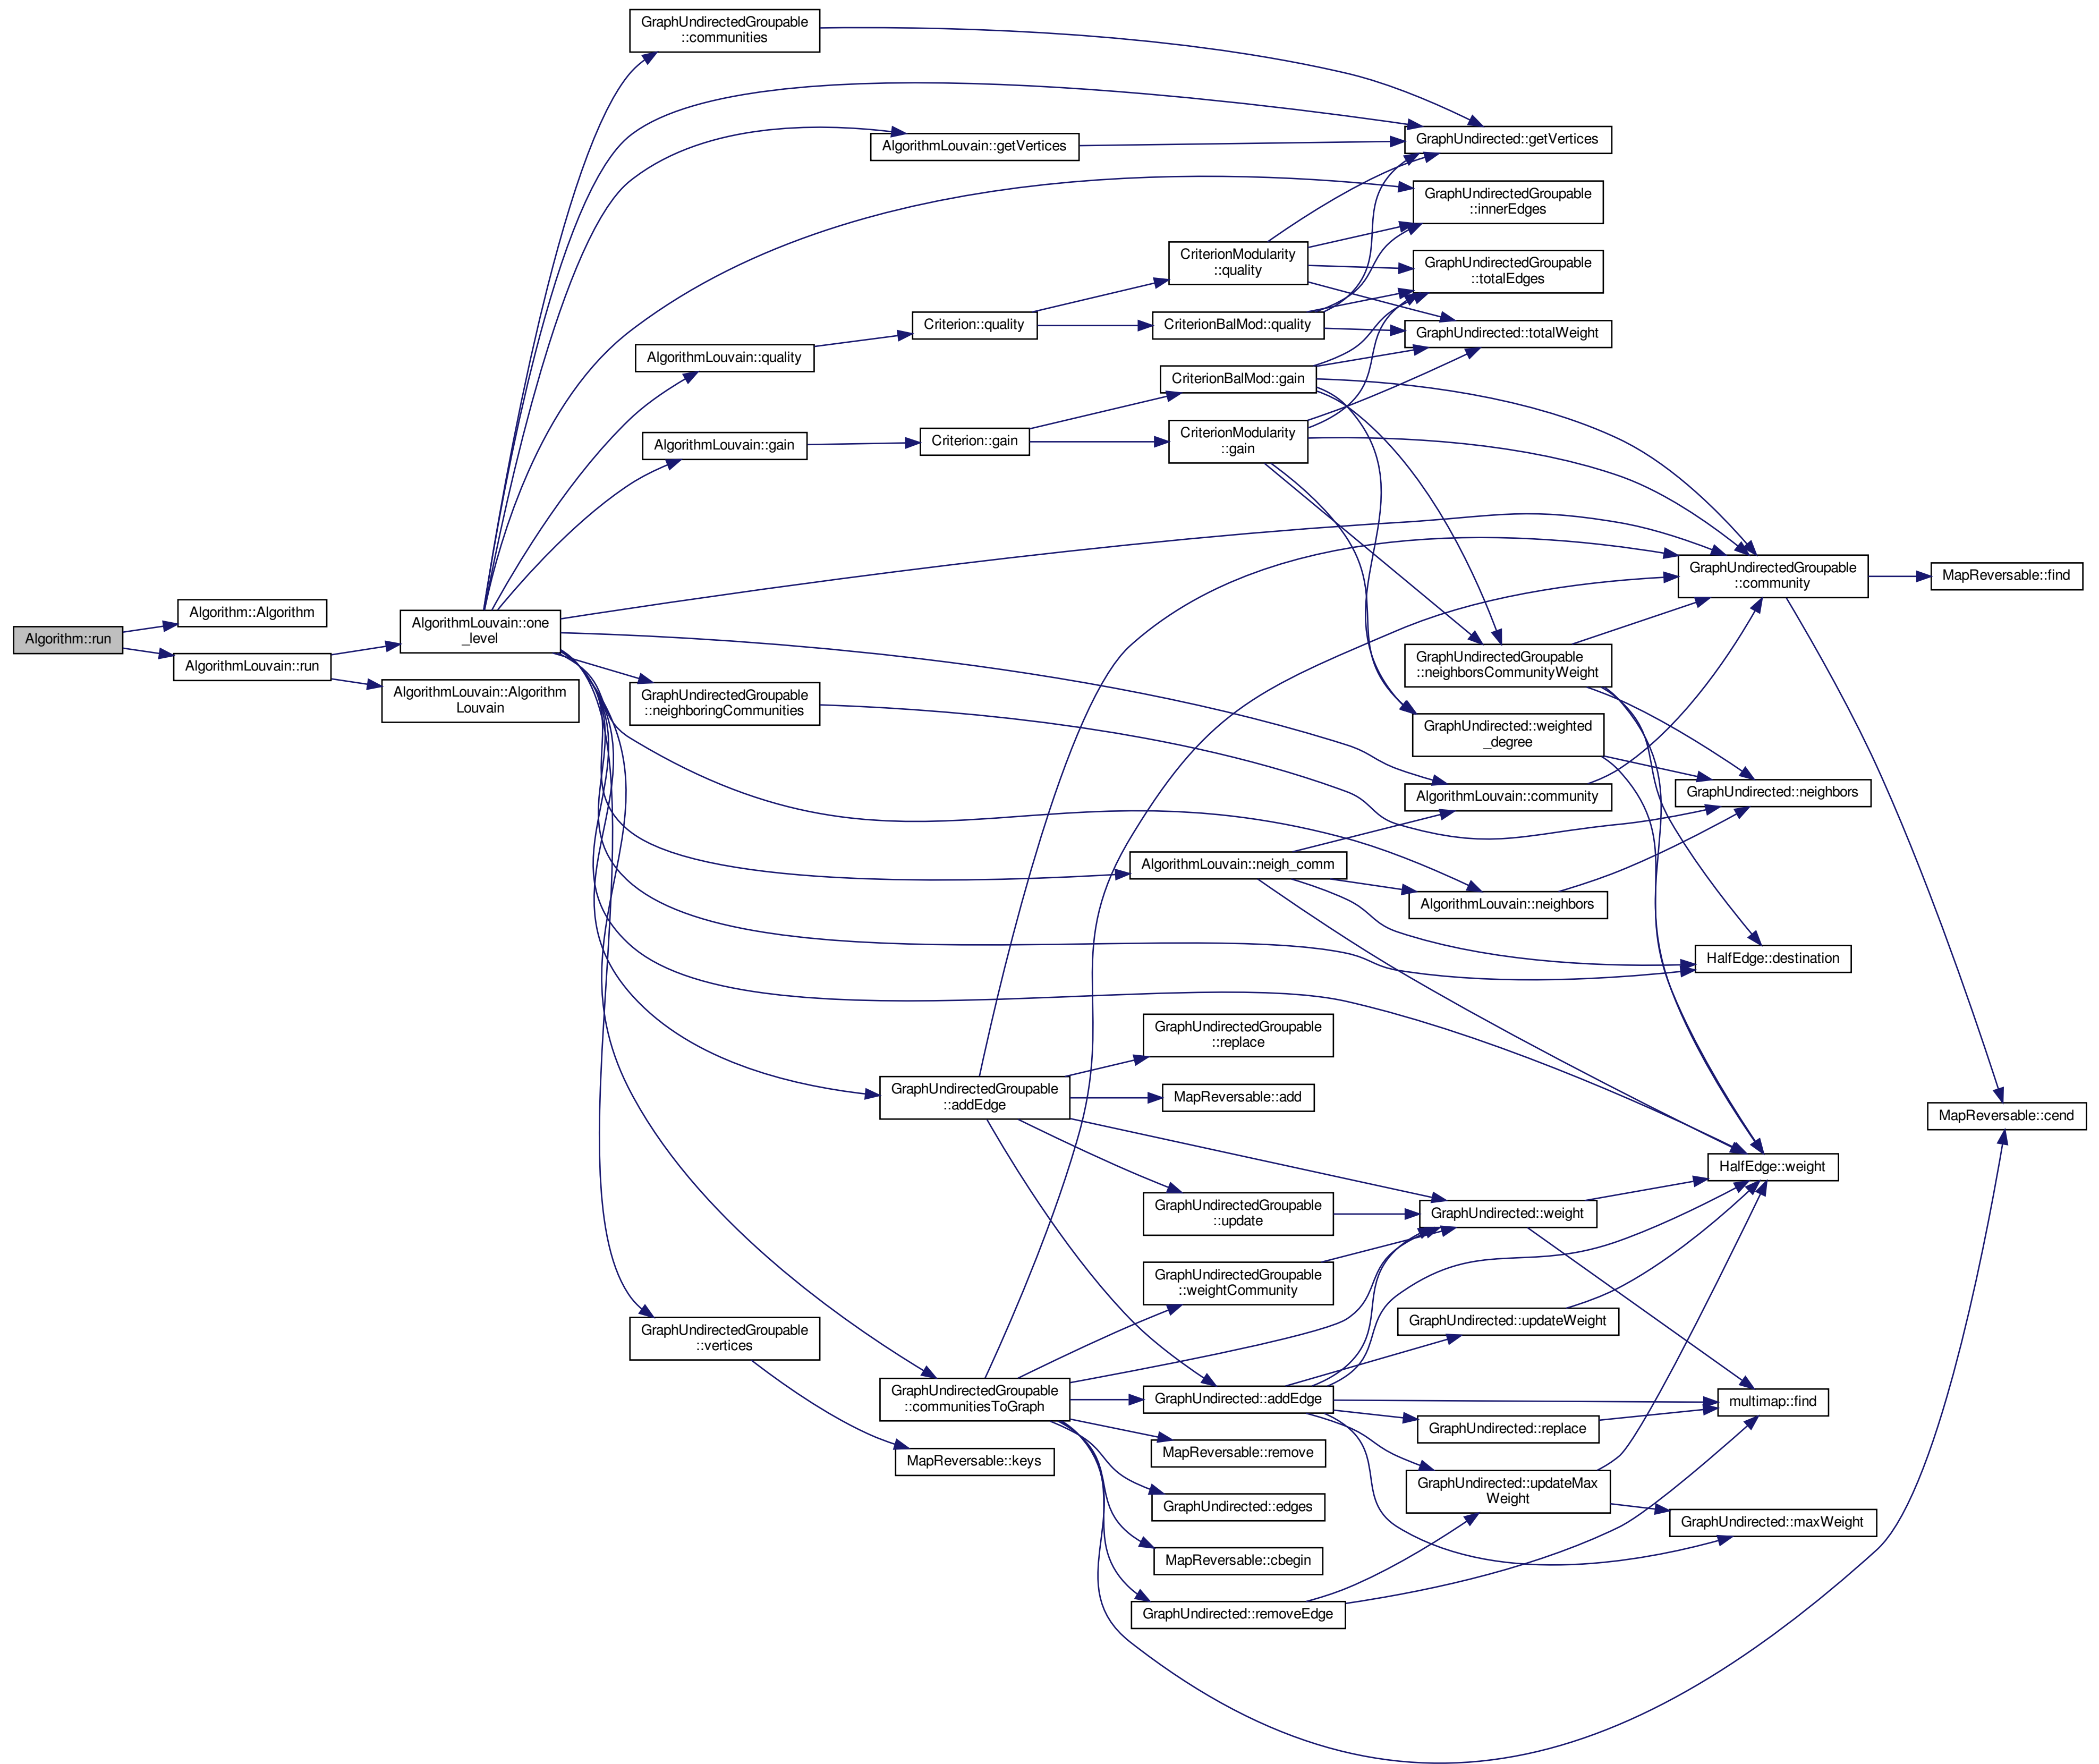 GraphUndirectedGroupable
::communities
GraphUndirected::getVertices
AlgorithmLouvain::getVertices
GraphUndirectedGroupable
::innerEdges
CriterionModularity
::quality
GraphUndirectedGroupable
::totalEdges
Criterion::quality
CriterionBalMod::quality
GraphUndirected::totalWeight
AlgorithmLouvain::quality
CriterionBalMod::gain
AlgorithmLouvain::gain
Criterion::gain
CriterionModularity
::gain
GraphUndirectedGroupable
::community
MapReversable::find
Algorithm::Algorithm
Algorithm::run
AlgorithmLouvain::one
_level
AlgorithmLouvain::run
GraphUndirectedGroupable
::neighborsCommunityWeight
AlgorithmLouvain::Algorithm
Louvain
GraphUndirectedGroupable
::neighboringCommunities
GraphUndirected::weighted
_degree
AlgorithmLouvain::community
GraphUndirected::neighbors
AlgorithmLouvain::neigh_comm
AlgorithmLouvain::neighbors
HalfEdge::destination
GraphUndirectedGroupable
::replace
GraphUndirectedGroupable
::addEdge
MapReversable::add
MapReversable::cend
HalfEdge::weight
GraphUndirectedGroupable
::update
GraphUndirected::weight
GraphUndirectedGroupable
::weightCommunity
GraphUndirected::updateWeight
GraphUndirectedGroupable
::vertices
GraphUndirectedGroupable
::communitiesToGraph
GraphUndirected::addEdge
multimap::find
GraphUndirected::replace
MapReversable::keys
MapReversable::remove
GraphUndirected::updateMax
Weight
GraphUndirected::edges
GraphUndirected::maxWeight
MapReversable::cbegin
GraphUndirected::removeEdge